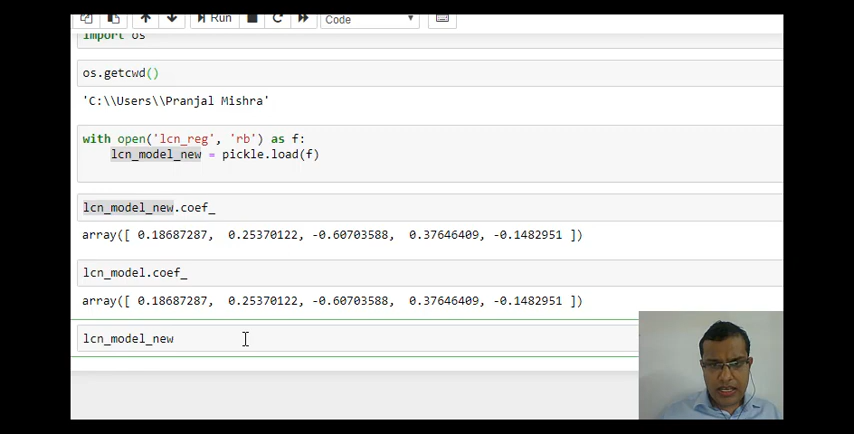 Run
Code
import os
os.getcwd()
'C:\\Users\\Pranjal Mishra'
with open('lcn_reg', 'rb') as f:
lcn_model_new = pickle.load(f)
lcn_model_new.coef_
array([ 0.18687287,  0.25370122, -0.60703588,  0.37646409, -0.1482951 ])
lcn_model.coef_
array([ 0.18687287,  0.25370122, -0.60703588,  0.37646409, -0.1482951 ])
lcn_model_new